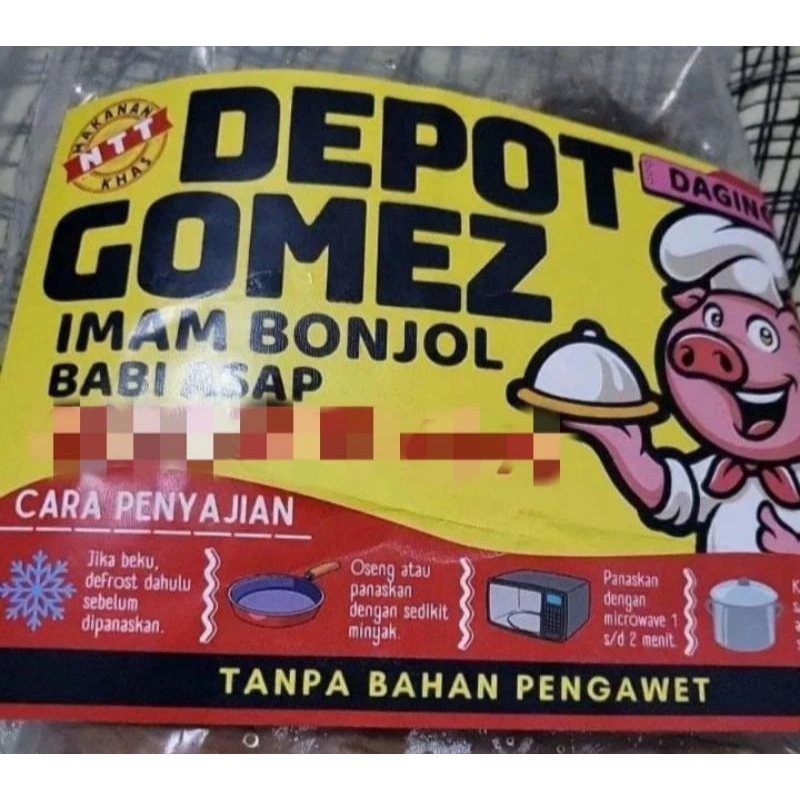 MAKANAN
NTT
KHAS
DEPOT
GOMEZ
IMAM BONJOL
BABI ASAP
CARA PENYAJIAN
Jika beku,
defrost dahulu
sebelum
dipanaskan.
Oseng atau
panaskan
dengan sedikit
minyak.
Panaskan
dengan
microwave 1
s/d 2 menit
TANPA BAHAN PENGAWET